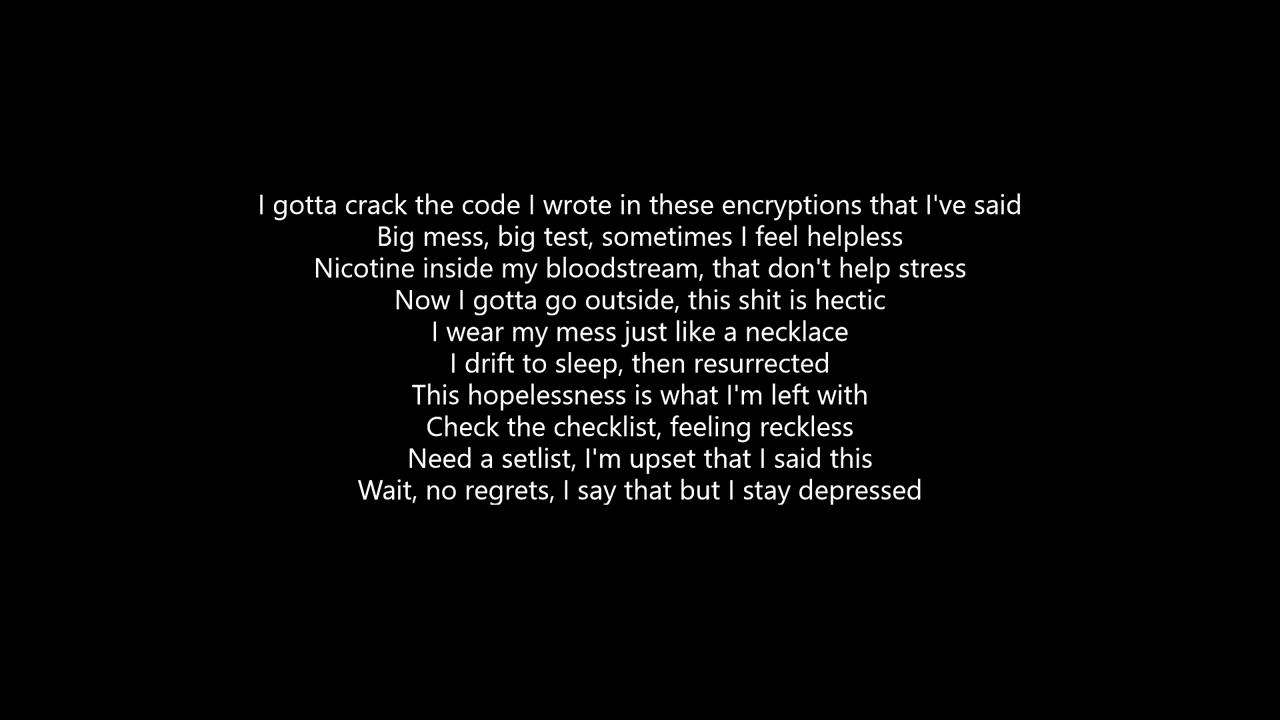 I gotta crack the code I wrote in these encryptions that I've said
Big mess, big test, sometimes I feel helpless
Nicotine inside my bloodstream, that don't help stress
Now I gotta go outside, this shit is hectic
I wear my mess just like a necklace
I drift to sleep, then resurrected
This hopelessness is what I'm left with
Check the checklist, feeling reckless
Need a setlist, I'm upset that I said this
Wait, no regrets, I say that but I stay depressed